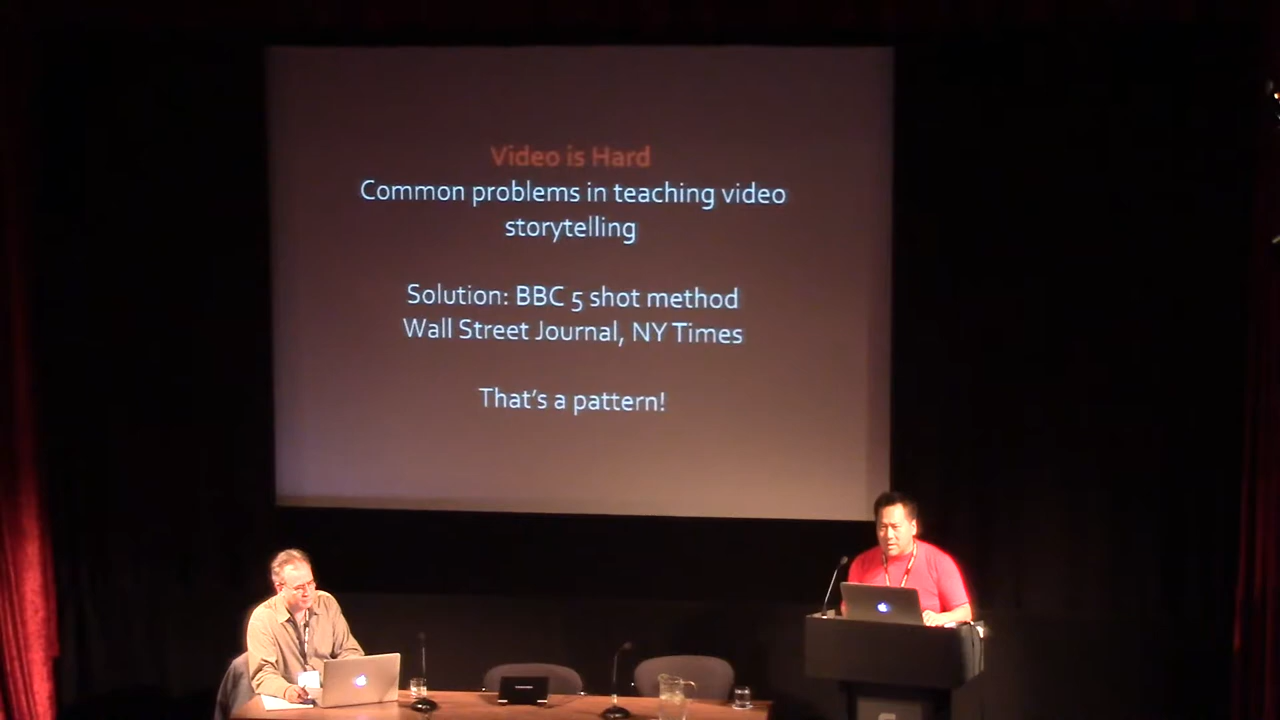 Video is Hard
Common problems in teaching video
storytelling
Solution: BBC 5 shot method
Wall Street Journal, NY Times
That's a pattern!